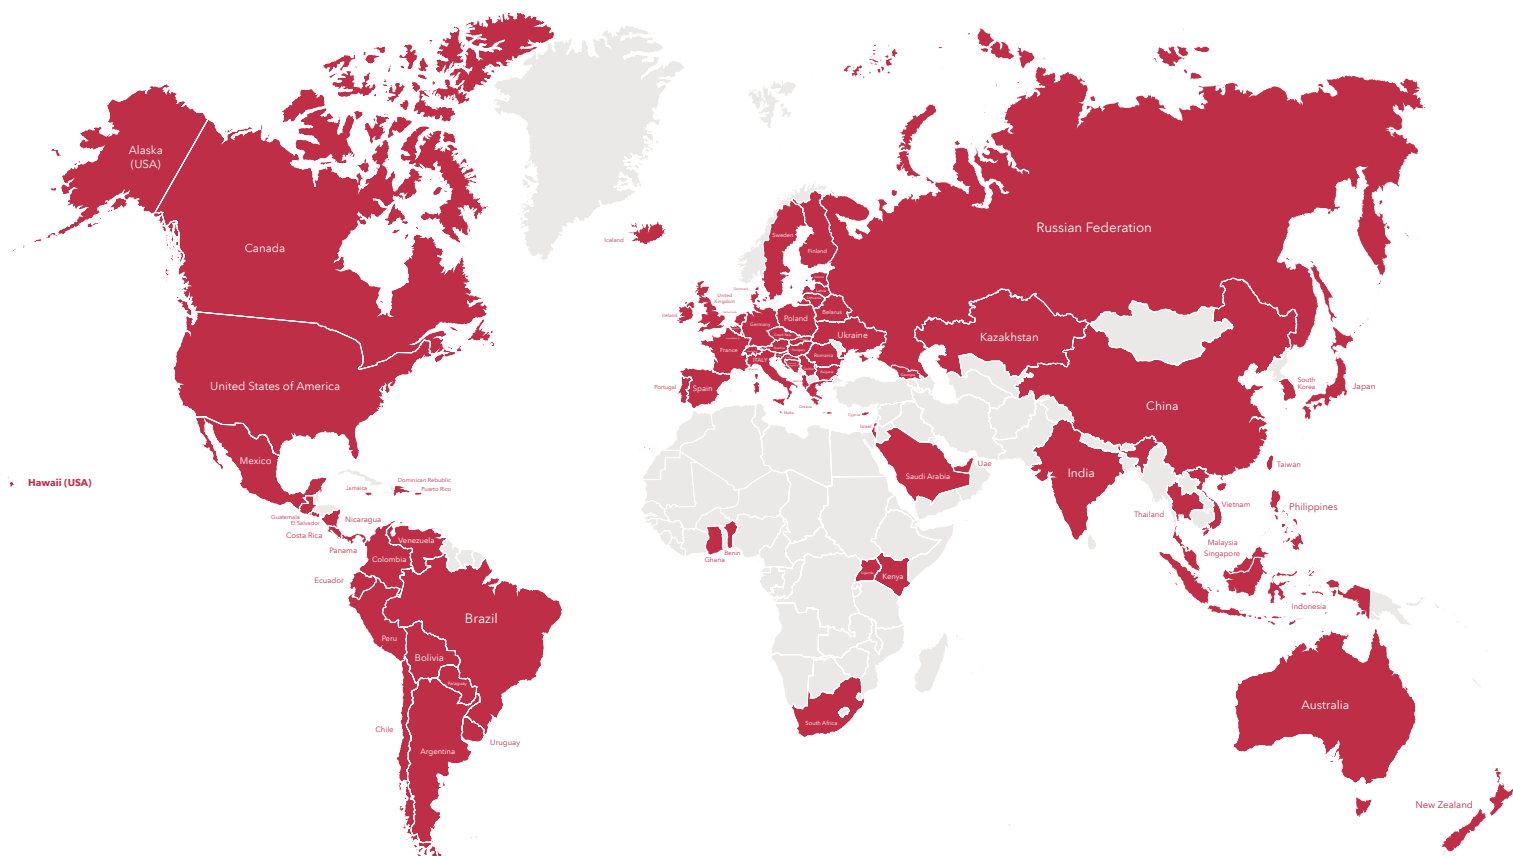 Alaska
(USA)
Canada
United States of America
Mexico
Hawaii (USA)
Jamaica
Dominican Rebublic
Puerto Rico
Guatemala
El Salvador
Nicaragua
Costa Rica
Panama
Venezuela
Colombia
Ecuador
Brazil
Peru
Bolivia
Paraguay
Chile
Argentina
Uruguay
Iceland
Sweden
Finland
Denmark
United
Kingdom
Ireland
Belarus
Poland
Germany
Ukraine
France
ITALY
Romania
Portugal
Spain
Greece
Malta
Cyprus
Israel
Russian Federation
Kazakhstan
China
South
Korea
Japan
Saudi Arabia
Uae
India
Taiwan
Thailand
Vietnam
Philippines
Malaysia
Singapore
Indonesia
Ghana
Benin
Kenya
South Africa
Australia
New Zealand